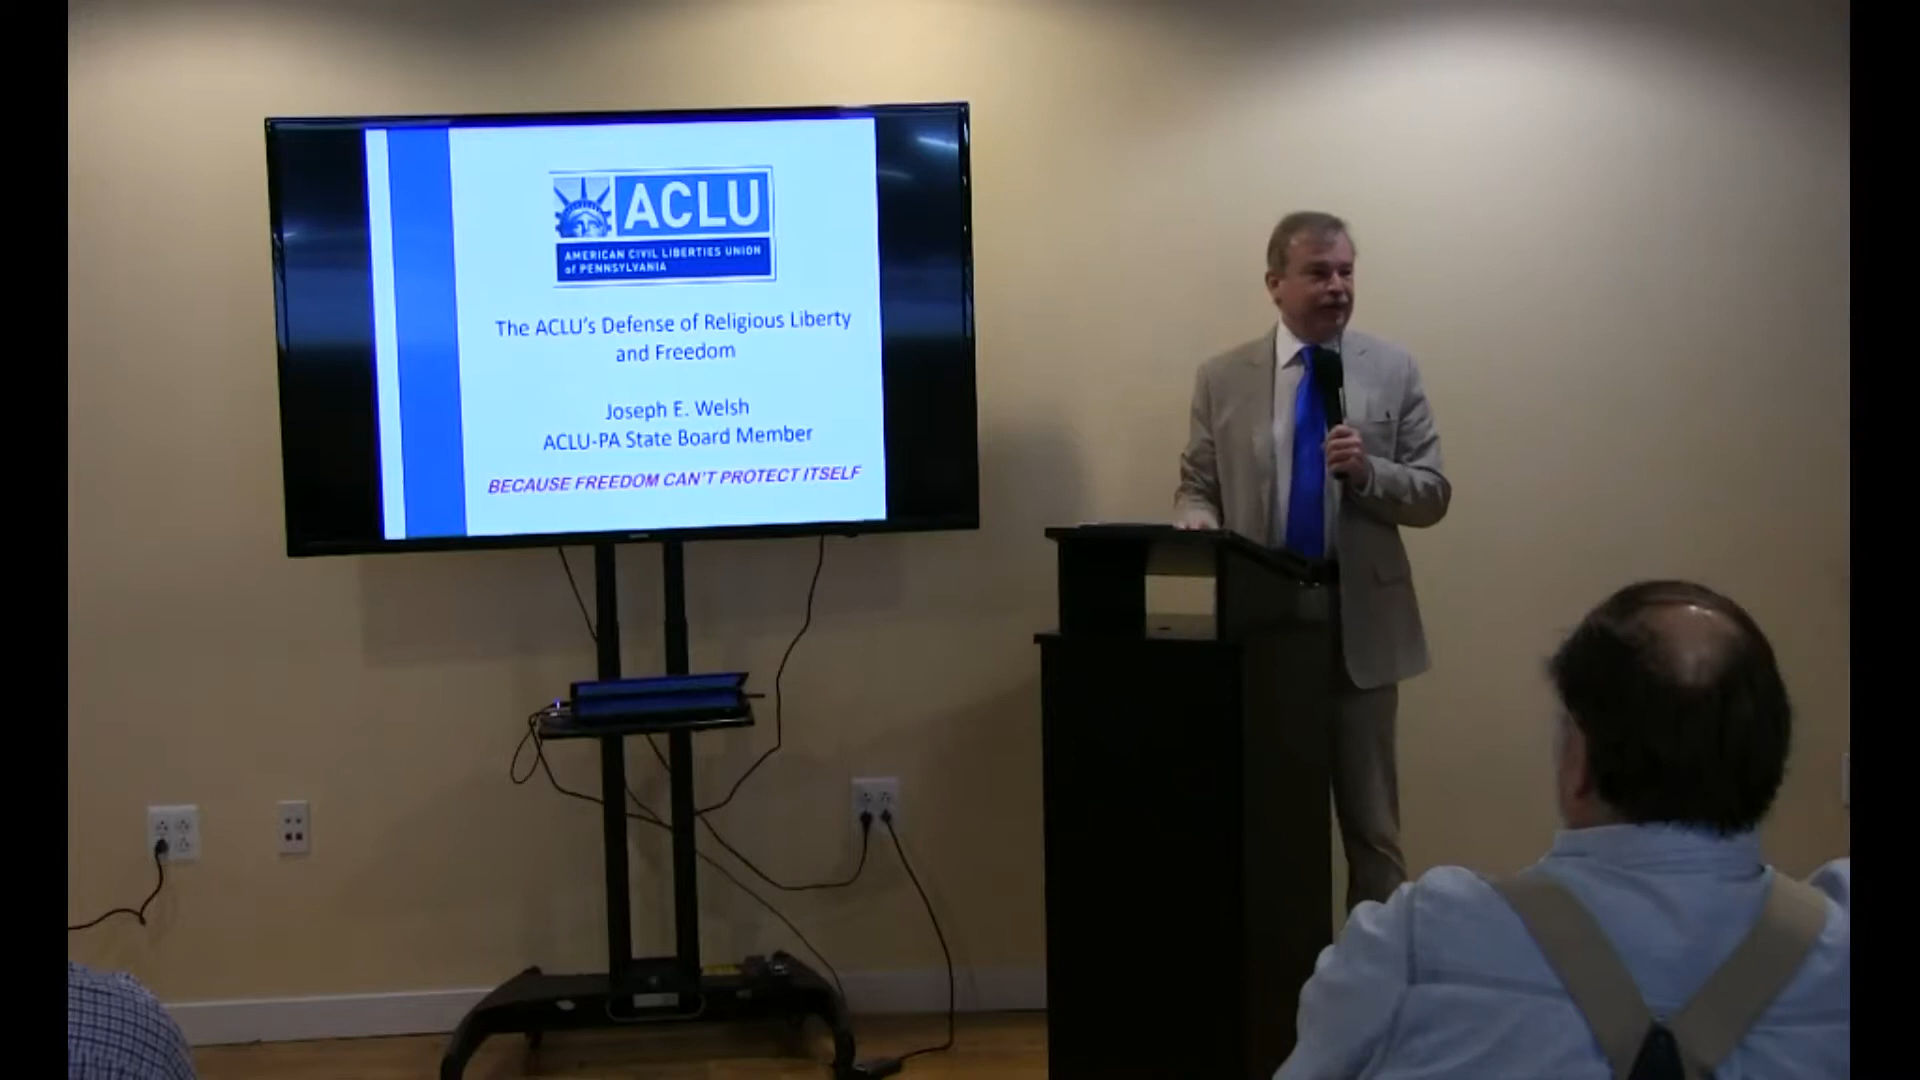 ACLU
AMERICAN CIVIL LIBERTIES UNION
of PENNSYLVANIA
The ACLU's Defense of Religious Liberty
and Freedom
Joseph E. Welsh
ACLU-PA State Board Member
BECAUSE FREEDOM CAN'T PROTECT ITSELF